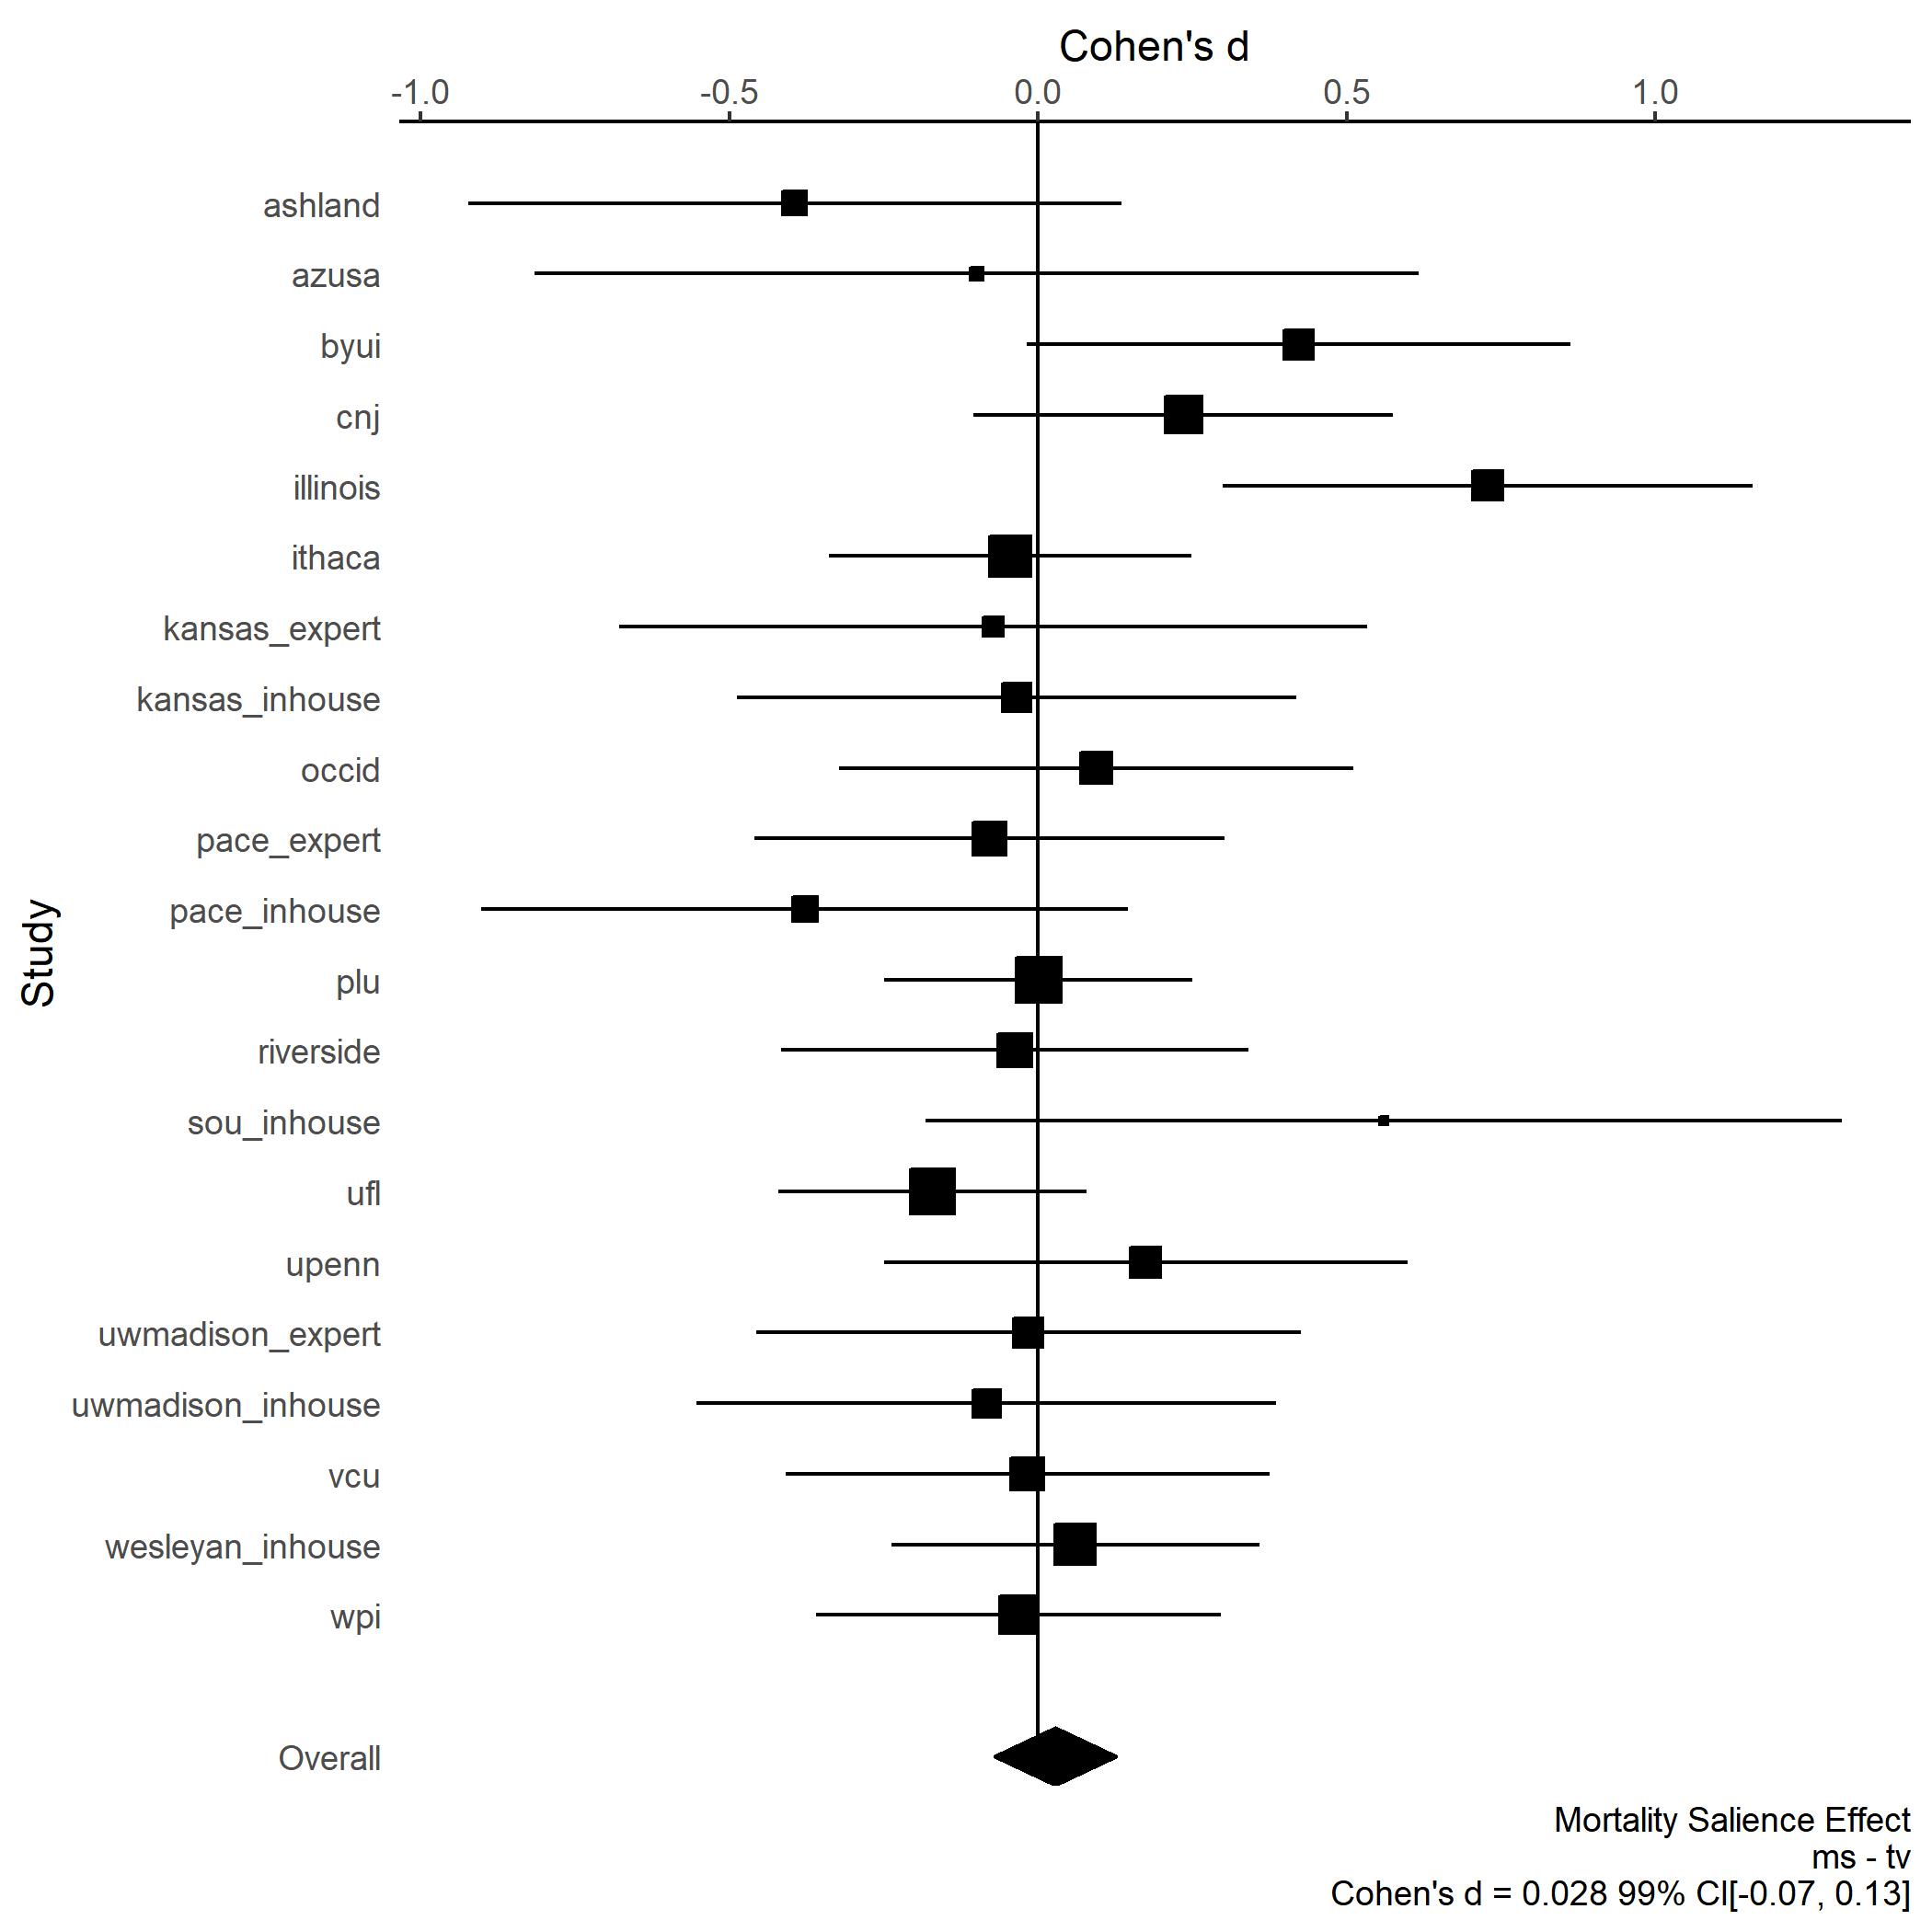 Cohen's d
-1.0 -0.5 0.0 0.5 1.0
ashland
azusa
byui
cnj
illinois
ithaca
kansas_expert
kansas_inhouse
occid
pace_expert
pace_inhouse
Study
plu
riverside
sou_inhouse
ufl
upenn
uwmadison_expert
uwmadison_inhouse
vcu
wesleyan_inhouse
wpi
Overall
Mortality Salience Effect
ms - tv
Cohen's d = 0.028 99% CI[-0.07, 0.13]